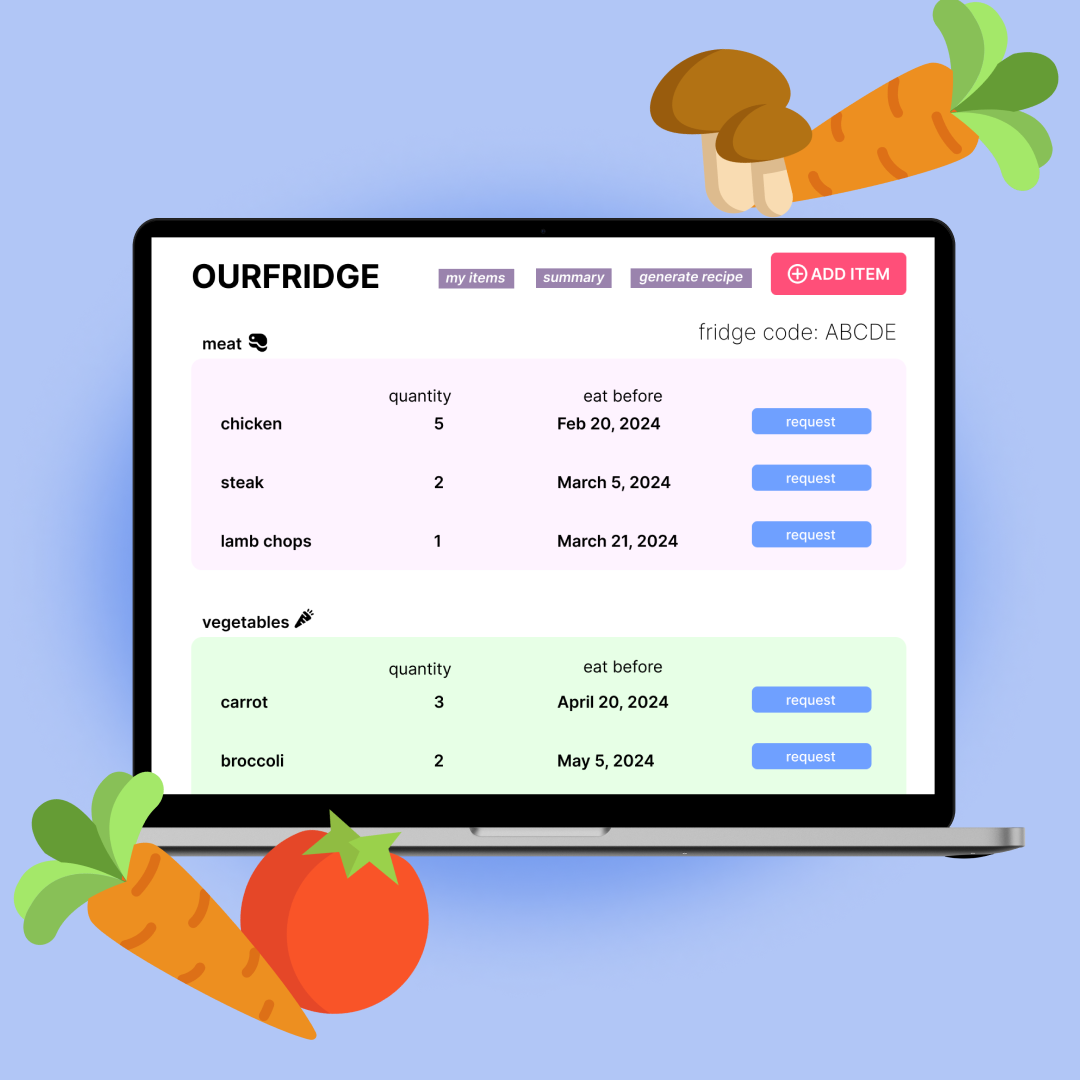 OURFRIDGE
my items
summary
generate recipe
ADD ITEM
fridge code: ABCDE
meat
quantity eat before
chicken 5 Feb 20, 2024 request
steak 2 March 5, 2024 request
lamb chops 1 March 21, 2024 request
vegetables
quantity eat before
carrot 3 April 20, 2024 request
broccoli 2 May 5, 2024 request